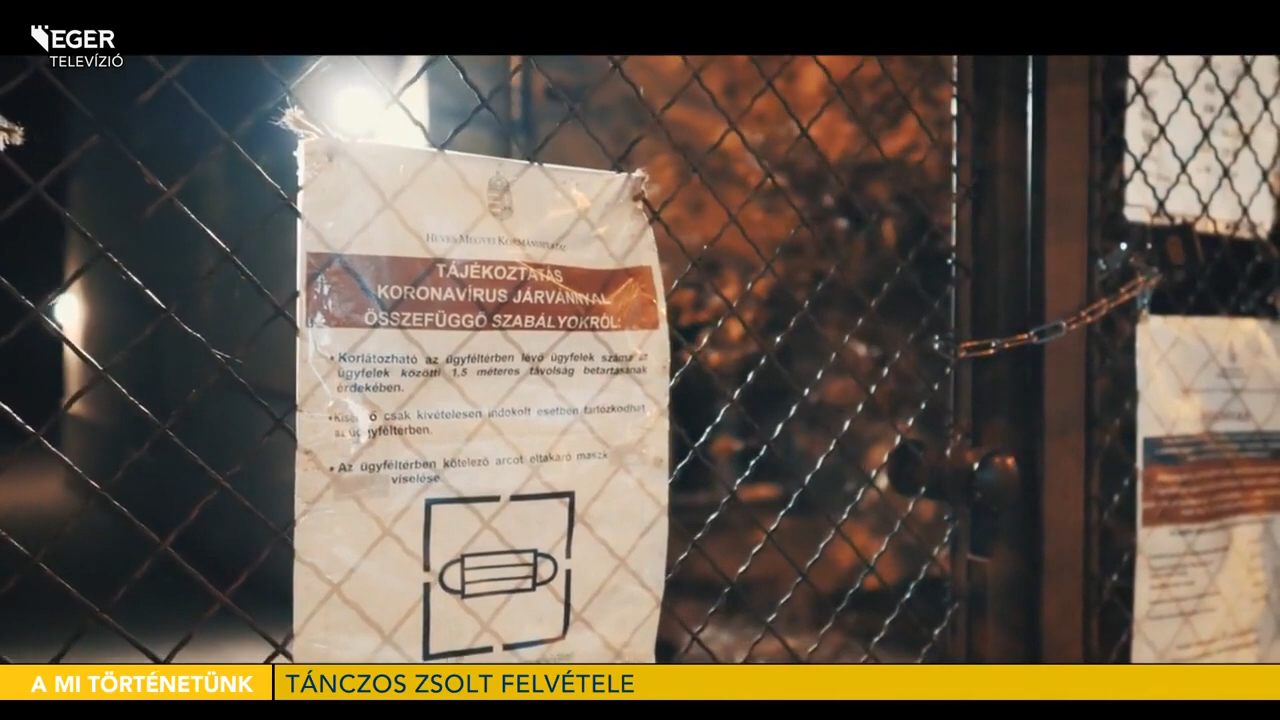 EGER
TELEVÍZIÓ
HEVES MEGYEI KORMÁNYHIVATAL
TÁJÉKOZTATÁS
KORONAVÍRUS JÁRVÁNNYAL
ÖSSZEFÜGGŐ SZABÁLYOKRÓL:
• Korlátozható az ügyféltérben lévő ügyfelek száma az
ügyfelek közötti 1,5 méteres távolság betartásának
érdekében.
csak kivételesen indokolt esetben tartózkodhat
az ügyféltérben.
• Az ügyféltérben kötelező arcot eltakaró maszk
viselése
A MI TÖRTÉNETÜNK
TÁNCZOS ZSOLT FELVÉTELE